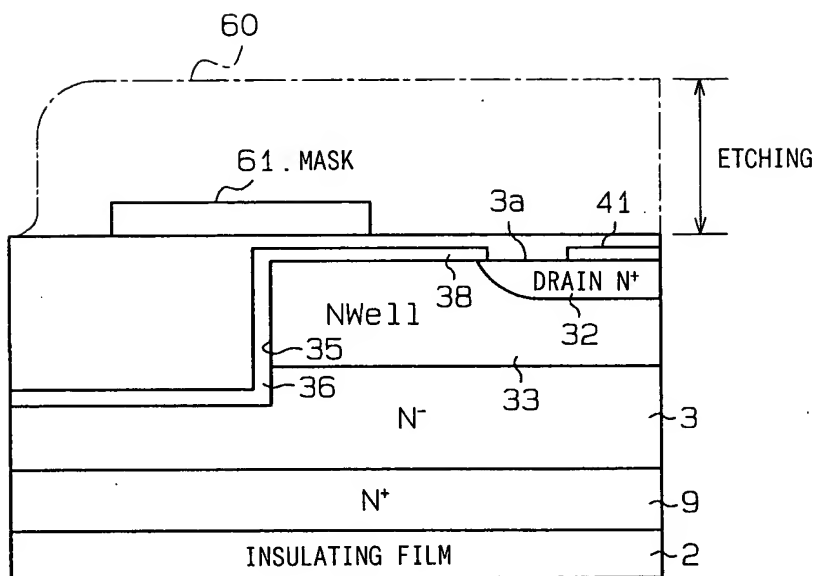 60
61. MASK
ETCHING
3a
41
38
DRAIN N⁺
32
NWell
35
36
33
N⁻
3
N⁺
9
INSULATING FILM
2